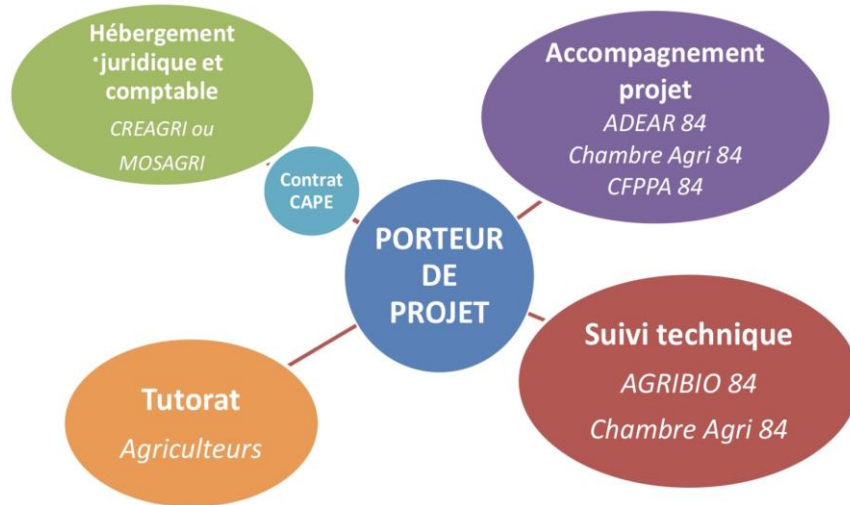 Hébergement
·juridique et
comptable
CREAGRI ou
MOSAGRI
Contrat
CAPE
Accompagnement
projet
ADEAR 84
Chambre Agri 84
CFPPA 84
PORTEUR
DE
PROJET
Tutorat
Agriculteurs
Suivi technique
AGRIBIO 84
Chambre Agri 84